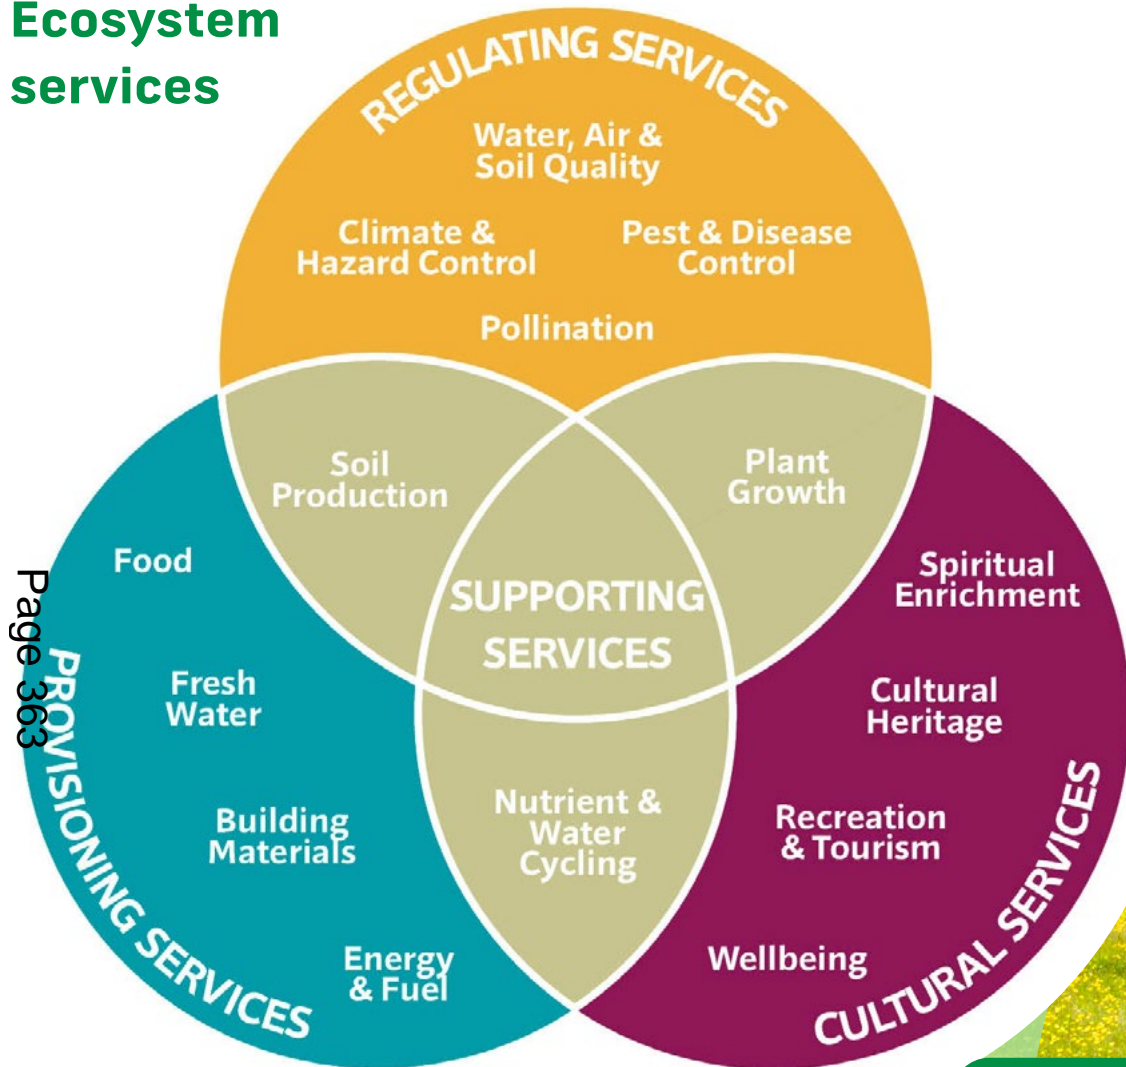 Ecosystem
services
REGULATING SERVICES
Water, Air &
Soil Quality
Climate &
Hazard Control
Pest & Disease
Control
Pollination
Soil
Production
Plant
Growth
SUPPORTING
SERVICES
Nutrient &
Water
Cycling
Food
Fresh
Water
Building
Materials
Energy
& Fuel
PROVISIONING SERVICES
Spiritual
Enrichment
Cultural
Heritage
Recreation
& Tourism
Wellbeing
CULTURAL SERVICES
Page 363